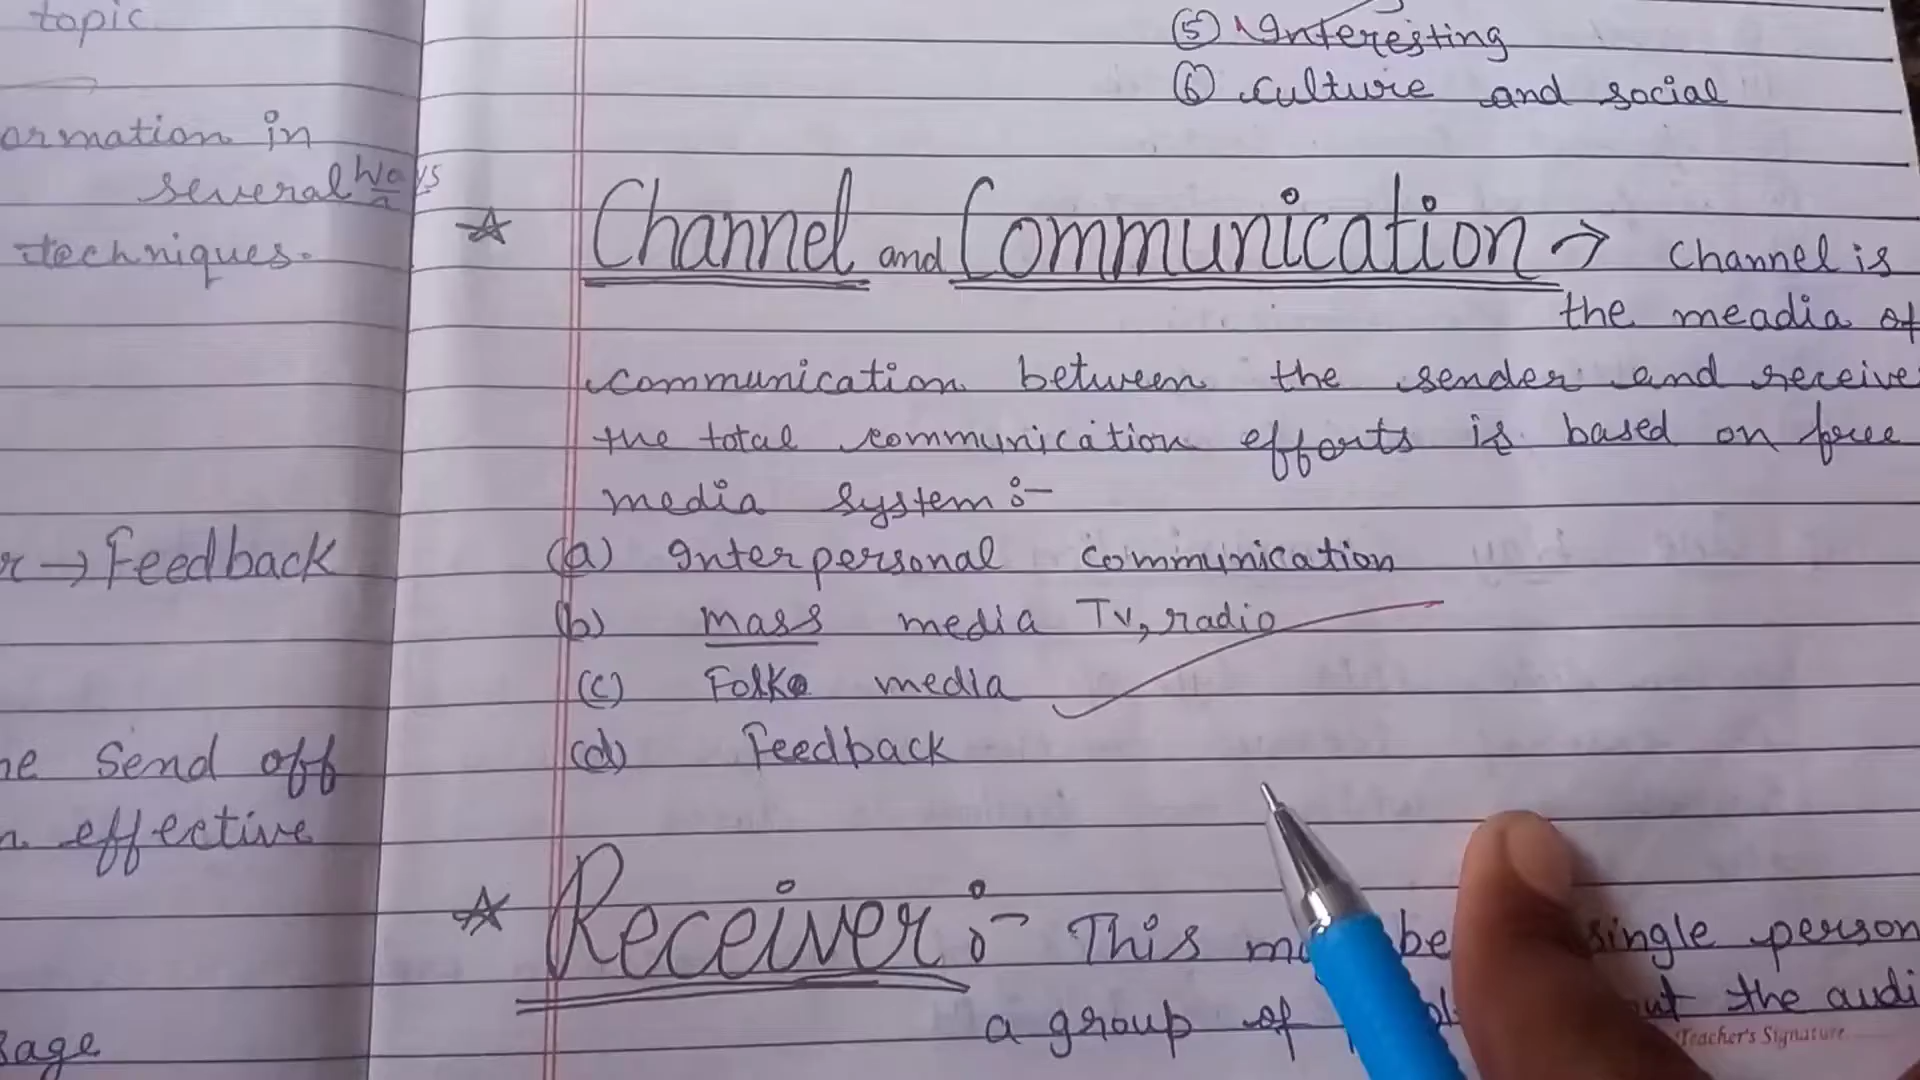 topic
ormation in
several ways
techniques.
r → Feedback
he Send off
n effective
sage
⑤ Interesting
⑥ culture and social
☆ Channel and Communication → Channel is
the meadia of
communication between the sender and receive
the total communication efforts is based on free
media system :-
(a) Interpersonal communication
(b) mass media TV, radio
(c) Folk media
(d) Feedback
☆ Receiver :- This be single person
a group of the audi
Teacher's Signature